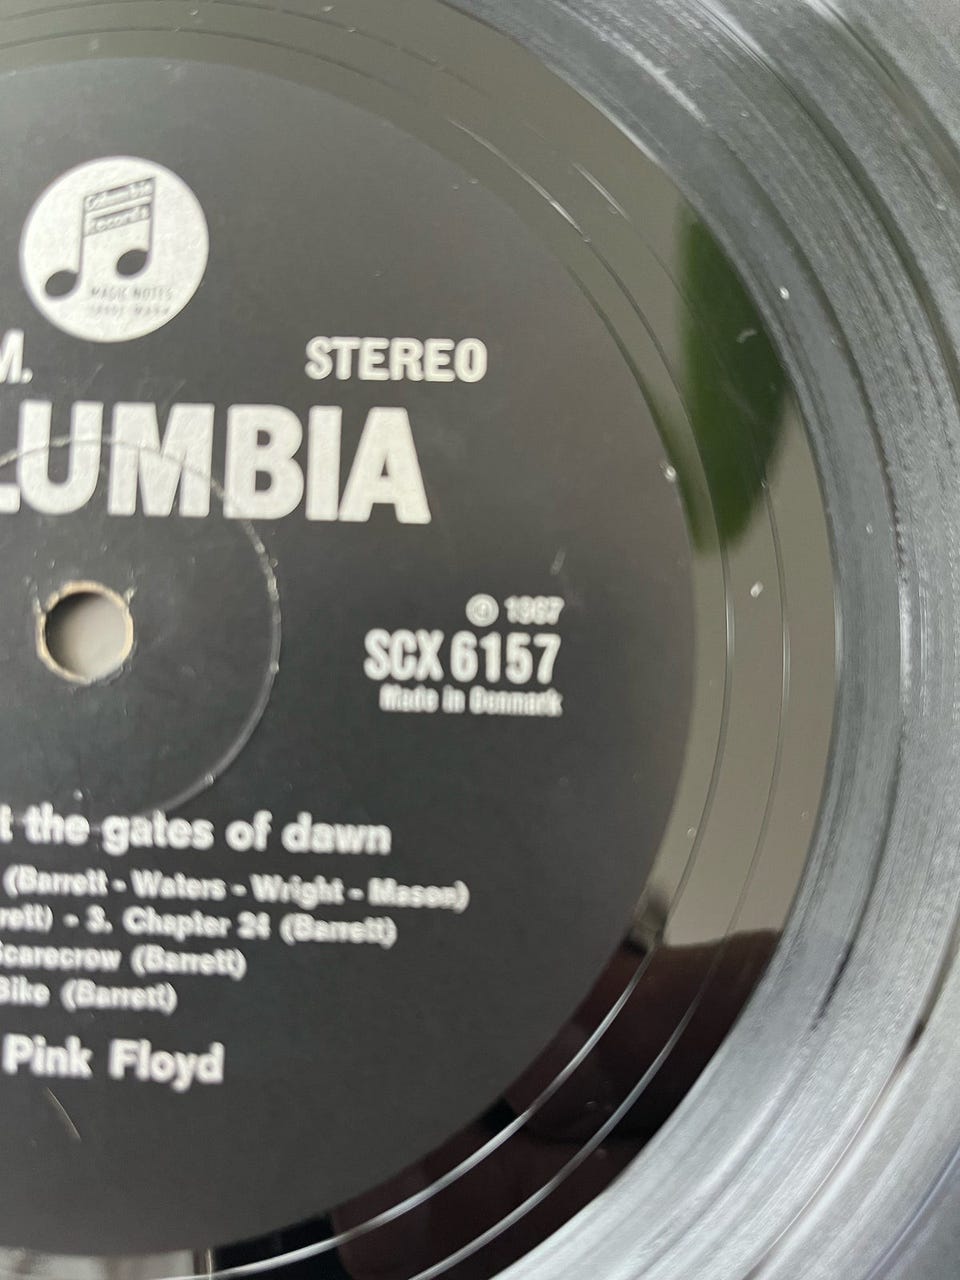 Columbia
Records
MAGIC NOTES
TRADE MARK
M.
STEREO
LUMBIA
℗ 1967
SCX 6157
Made in Denmark
t the gates of dawn
(Barrett - Waters - Wright - Mason)
rrett) - 3. Chapter 24 (Barrett)
Scarecrow (Barrett)
Bike (Barrett)
Pink Floyd